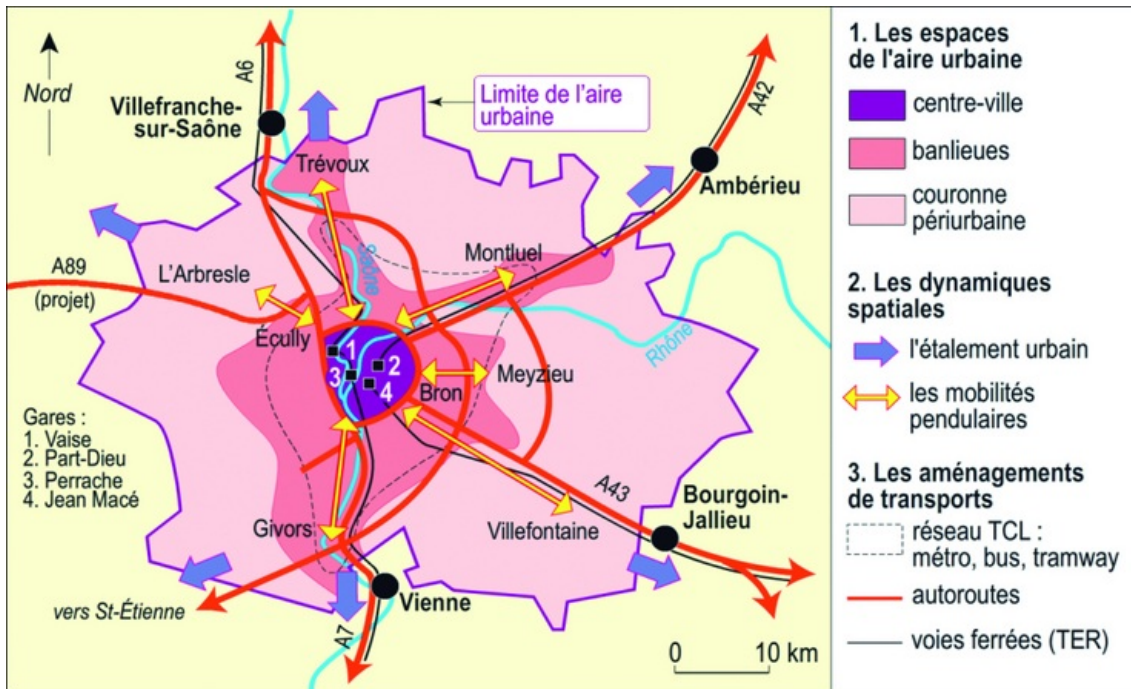 Nord
A6
Villefranche-
sur-Saône
Limite de l'aire
urbaine
A42
Trévoux
Ambérieu
Saône
Montluel
L'Arbresle
A89
(projet)
Rhône
Écully
1
2
3
4
Bron
Meyzieu
Gares :
1. Vaise
2. Part-Dieu
3. Perrache
4. Jean Macé
A43
Bourgoin-
Jallieu
Givors
Villefontaine
vers St-Étienne
Vienne
A7
0 10 km
1. Les espaces
de l'aire urbaine
centre-ville
banlieues
couronne
périurbaine
2. Les dynamiques
spatiales
l'étalement urbain
les mobilités
pendulaires
3. Les aménagements
de transports
réseau TCL :
métro, bus, tramway
autoroutes
voies ferrées (TER)